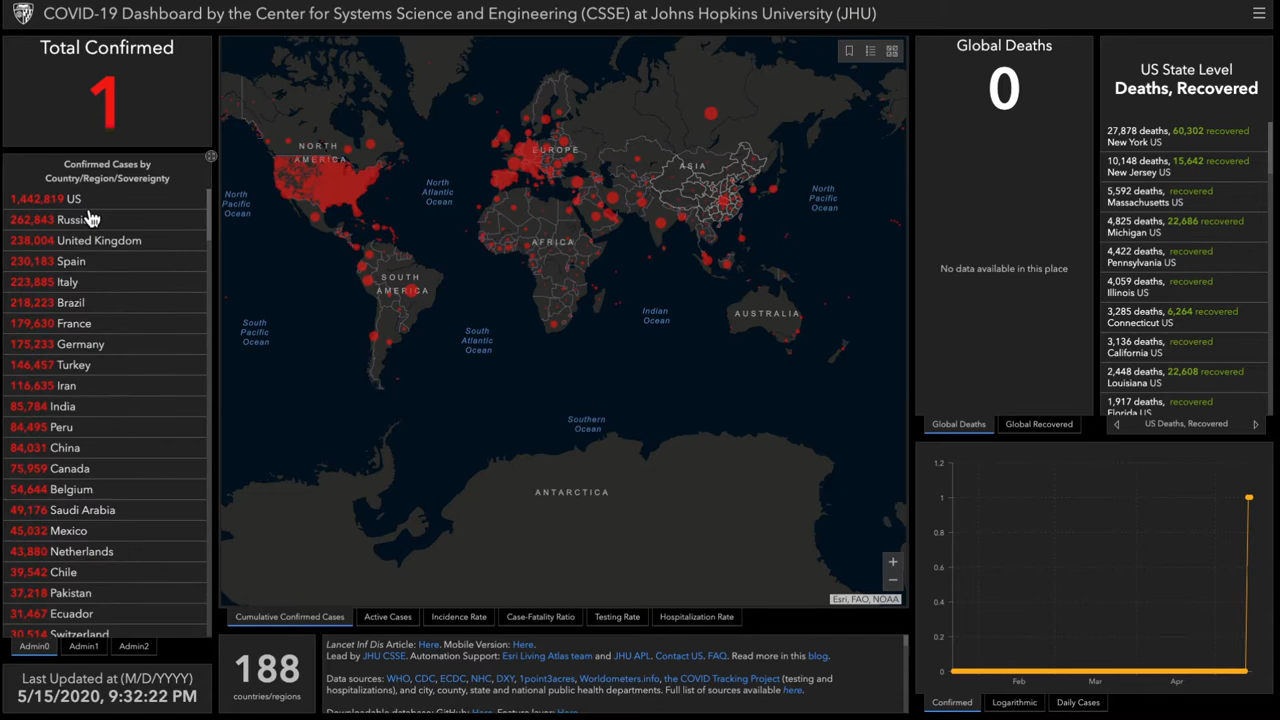 COVID-19 Dashboard by the Center for Systems Science and Engineering (CSSE) at Johns Hopkins University (JHU)
Total Confirmed
1
Confirmed Cases by
Country/Region/Sovereignty
1,442,819 US
262,843 Russia
238,004 United Kingdom
230,183 Spain
223,885 Italy
218,223 Brazil
179,630 France
175,233 Germany
146,457 Turkey
116,635 Iran
85,784 India
84,495 Peru
84,031 China
75,959 Canada
54,644 Belgium
49,176 Saudi Arabia
45,032 Mexico
43,880 Netherlands
39,542 Chile
37,218 Pakistan
31,467 Ecuador
30,514 Switzerland
Admin0
Admin1
Admin2
Last Updated at (M/D/YYYY)
5/15/2020, 9:32:22 PM
NORTH
AMERICA
EUROPE
ASIA
North
Pacific
Ocean
North
Atlantic
Ocean
North
Pacific
Ocean
AFRICA
SOUTH
AMERICA
Indian
Ocean
AUSTRALIA
South
Pacific
Ocean
South
Atlantic
Ocean
Southern
Ocean
ANTARCTICA
+
−
Esri, FAO, NOAA
Cumulative Confirmed Cases
Active Cases
Incidence Rate
Case-Fatality Ratio
Testing Rate
Hospitalization Rate
188
countries/regions
Lancet Inf Dis Article: Here. Mobile Version: Here.
Lead by JHU CSSE. Automation Support: Esri Living Atlas team and JHU APL. Contact US. FAQ. Read more in this blog.
Data sources: WHO, CDC, ECDC, NHC, DXY, 1point3acres, Worldometers.info, the COVID Tracking Project (testing and
hospitalizations), and city, county, state and national public health departments. Full list of sources available
here.
Downloadable database: GitHub: Here. Feature layer: Here.
Global Deaths
0
No data available in this place
Global Deaths
Global Recovered
US State Level
Deaths, Recovered
27,878 deaths, 60,302 recovered
New York US
10,148 deaths, 15,642 recovered
New Jersey US
5,592 deaths, recovered
Massachusetts US
4,825 deaths, 22,686 recovered
Michigan US
4,422 deaths, recovered
Pennsylvania US
4,059 deaths, recovered
Illinois US
3,285 deaths, 6,264 recovered
Connecticut US
3,136 deaths, recovered
California US
2,448 deaths, 22,608 recovered
Louisiana US
1,917 deaths, recovered
Florida US
US Deaths, Recovered
1.2
1
0.8
0.6
0.4
0.2
0
Feb
Mar
Apr
Confirmed
Logarithmic
Daily Cases